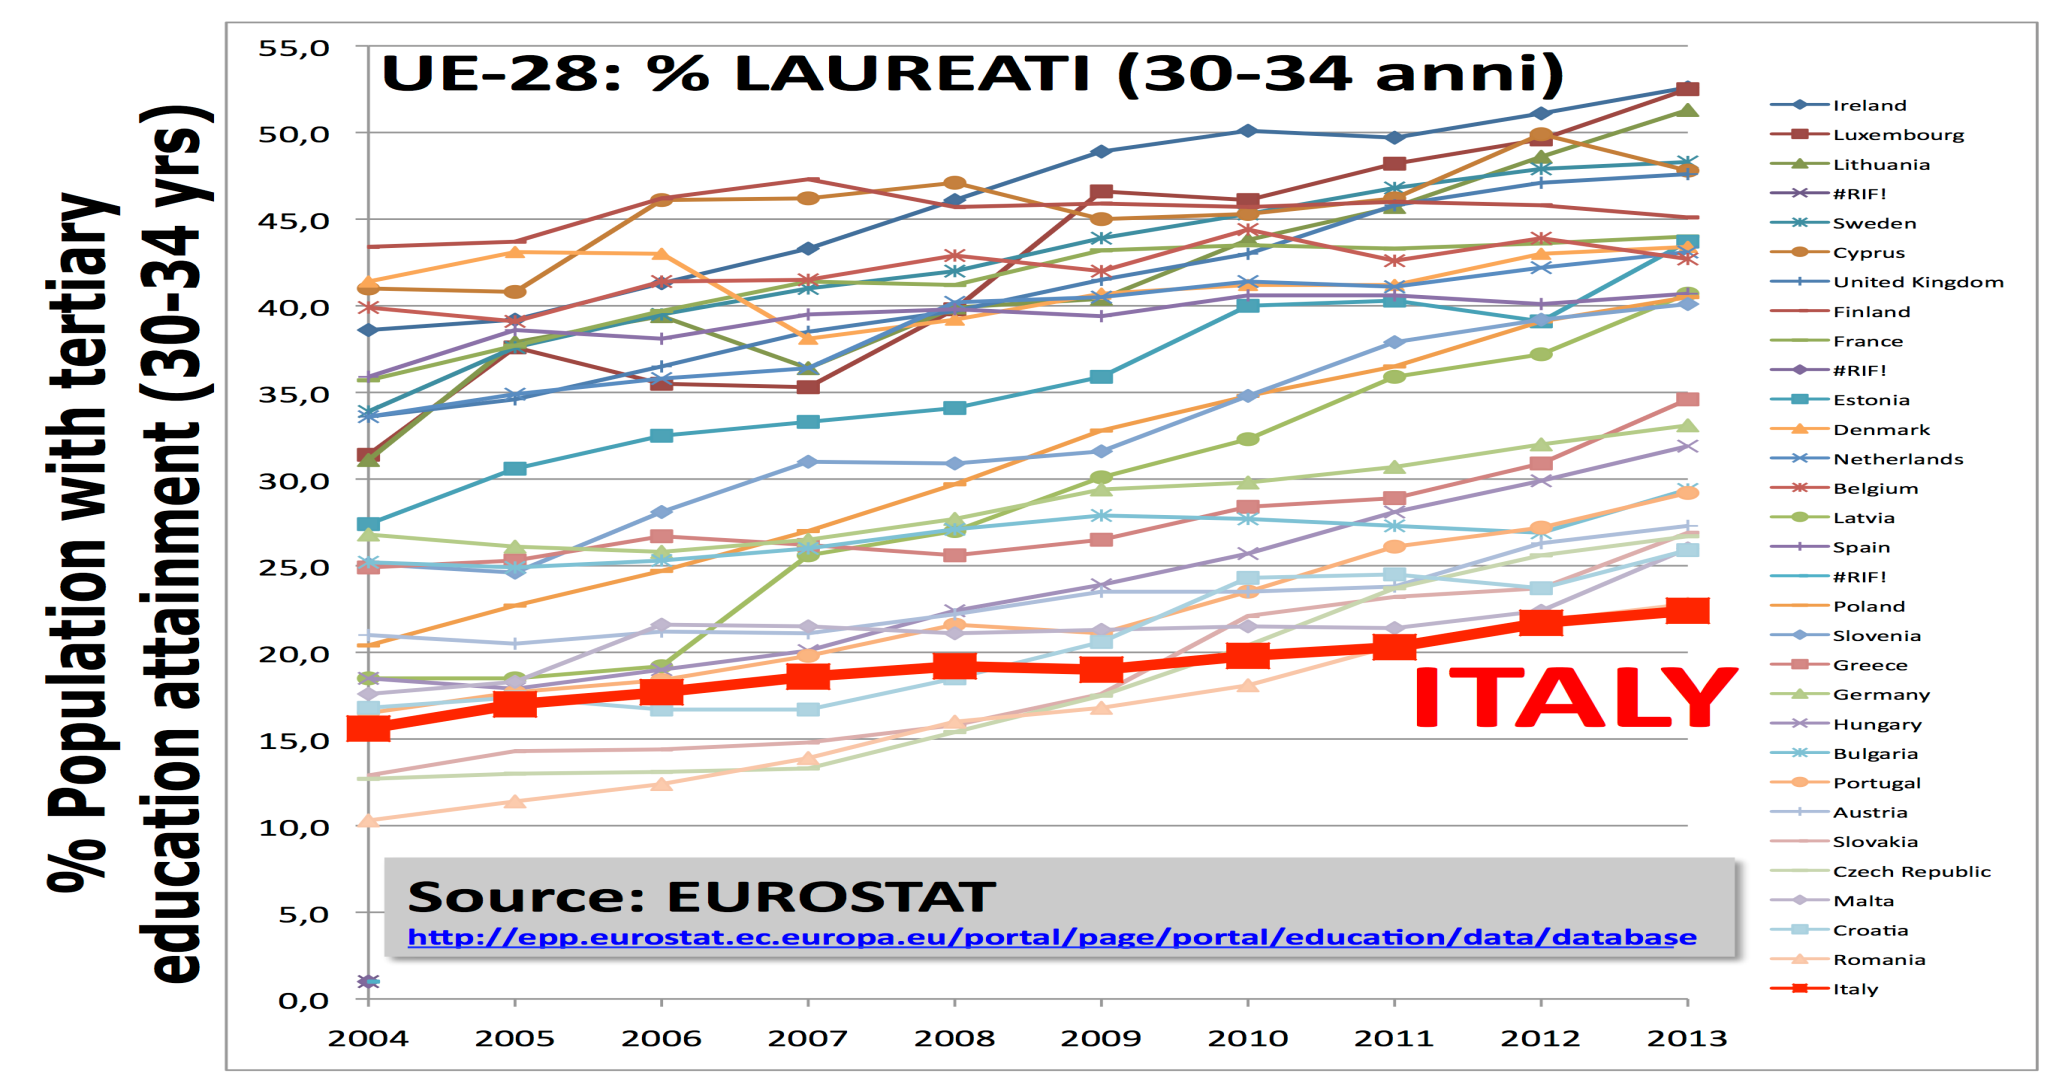 % Population with tertiary
education attainment (30-34 yrs)
UE-28: % LAUREATI (30-34 anni)
55,0
50,0
45,0
40,0
35,0
30,0
25,0
20,0
15,0
10,0
5,0
0,0
2004 2005 2006 2007 2008 2009 2010 2011 2012 2013
ITALY
Source: EUROSTAT
http://epp.eurostat.ec.europa.eu/portal/page/portal/education/data/database
Ireland
Luxembourg
Lithuania
#RIF!
Sweden
Cyprus
United Kingdom
Finland
France
#RIF!
Estonia
Denmark
Netherlands
Belgium
Latvia
Spain
#RIF!
Poland
Slovenia
Greece
Germany
Hungary
Bulgaria
Portugal
Austria
Slovakia
Czech Republic
Malta
Croatia
Romania
Italy